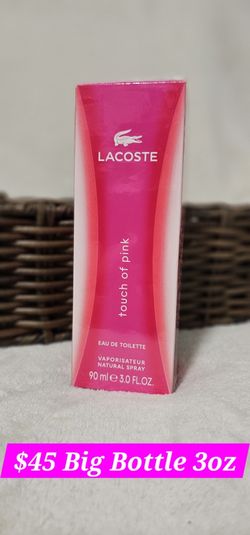 LACOSTE
touch of pink
EAU DE TOILETTE
VAPORISATEUR
NATURAL SPRAY
90 ml e 3.0 FL.OZ.
$45 Big Bottle 3oz